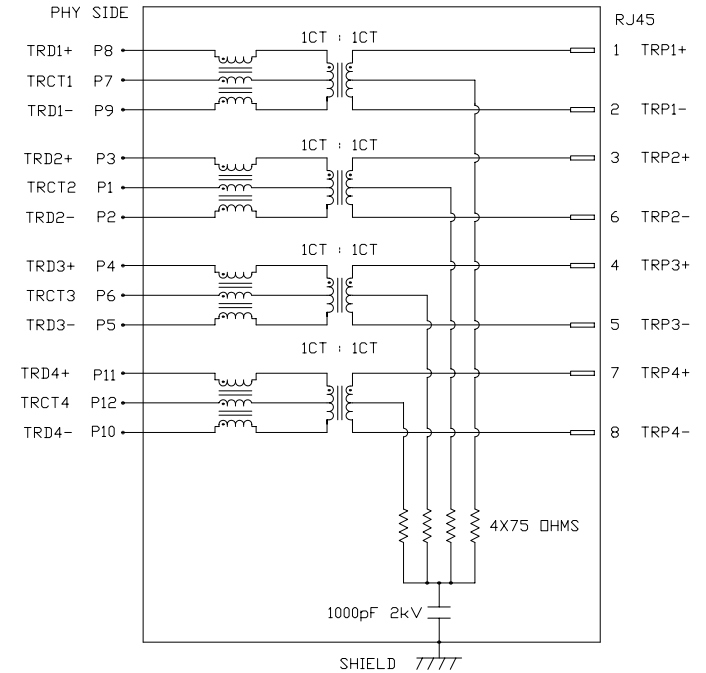 PHY SIDE
RJ45
1CT : 1CT
TRD1+ P8 1 TRP1+
TRCT1 P7
TRD1- P9 2 TRP1-
1CT : 1CT
TRD2+ P3 3 TRP2+
TRCT2 P1
TRD2- P2 6 TRP2-
1CT : 1CT
TRD3+ P4 4 TRP3+
TRCT3 P6
TRD3- P5 5 TRP3-
1CT : 1CT
TRD4+ P11 7 TRP4+
TRCT4 P12
TRD4- P10 8 TRP4-
4X75 OHMS
1000pF 2kV
SHIELD